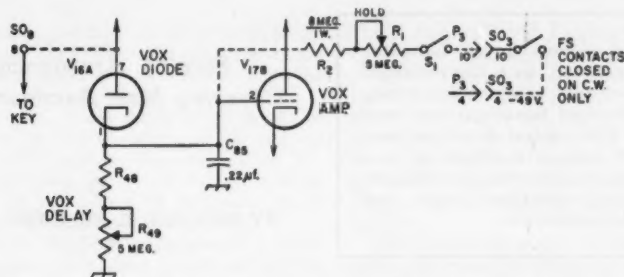 SO8
8
TO
KEY
VOX
DIODE
V16A
7
1
R48
VOX
DELAY
R49
5 MEG.
C85
.22µf.
V17B
2
VOX
AMP.
8 MEG.
1W.
R2
HOLD
R1
5 MEG.
S1
P3
10
SO3
10
P3
4
SO3
4
-49V.
FS
CONTACTS
CLOSED
ON C.W.
ONLY